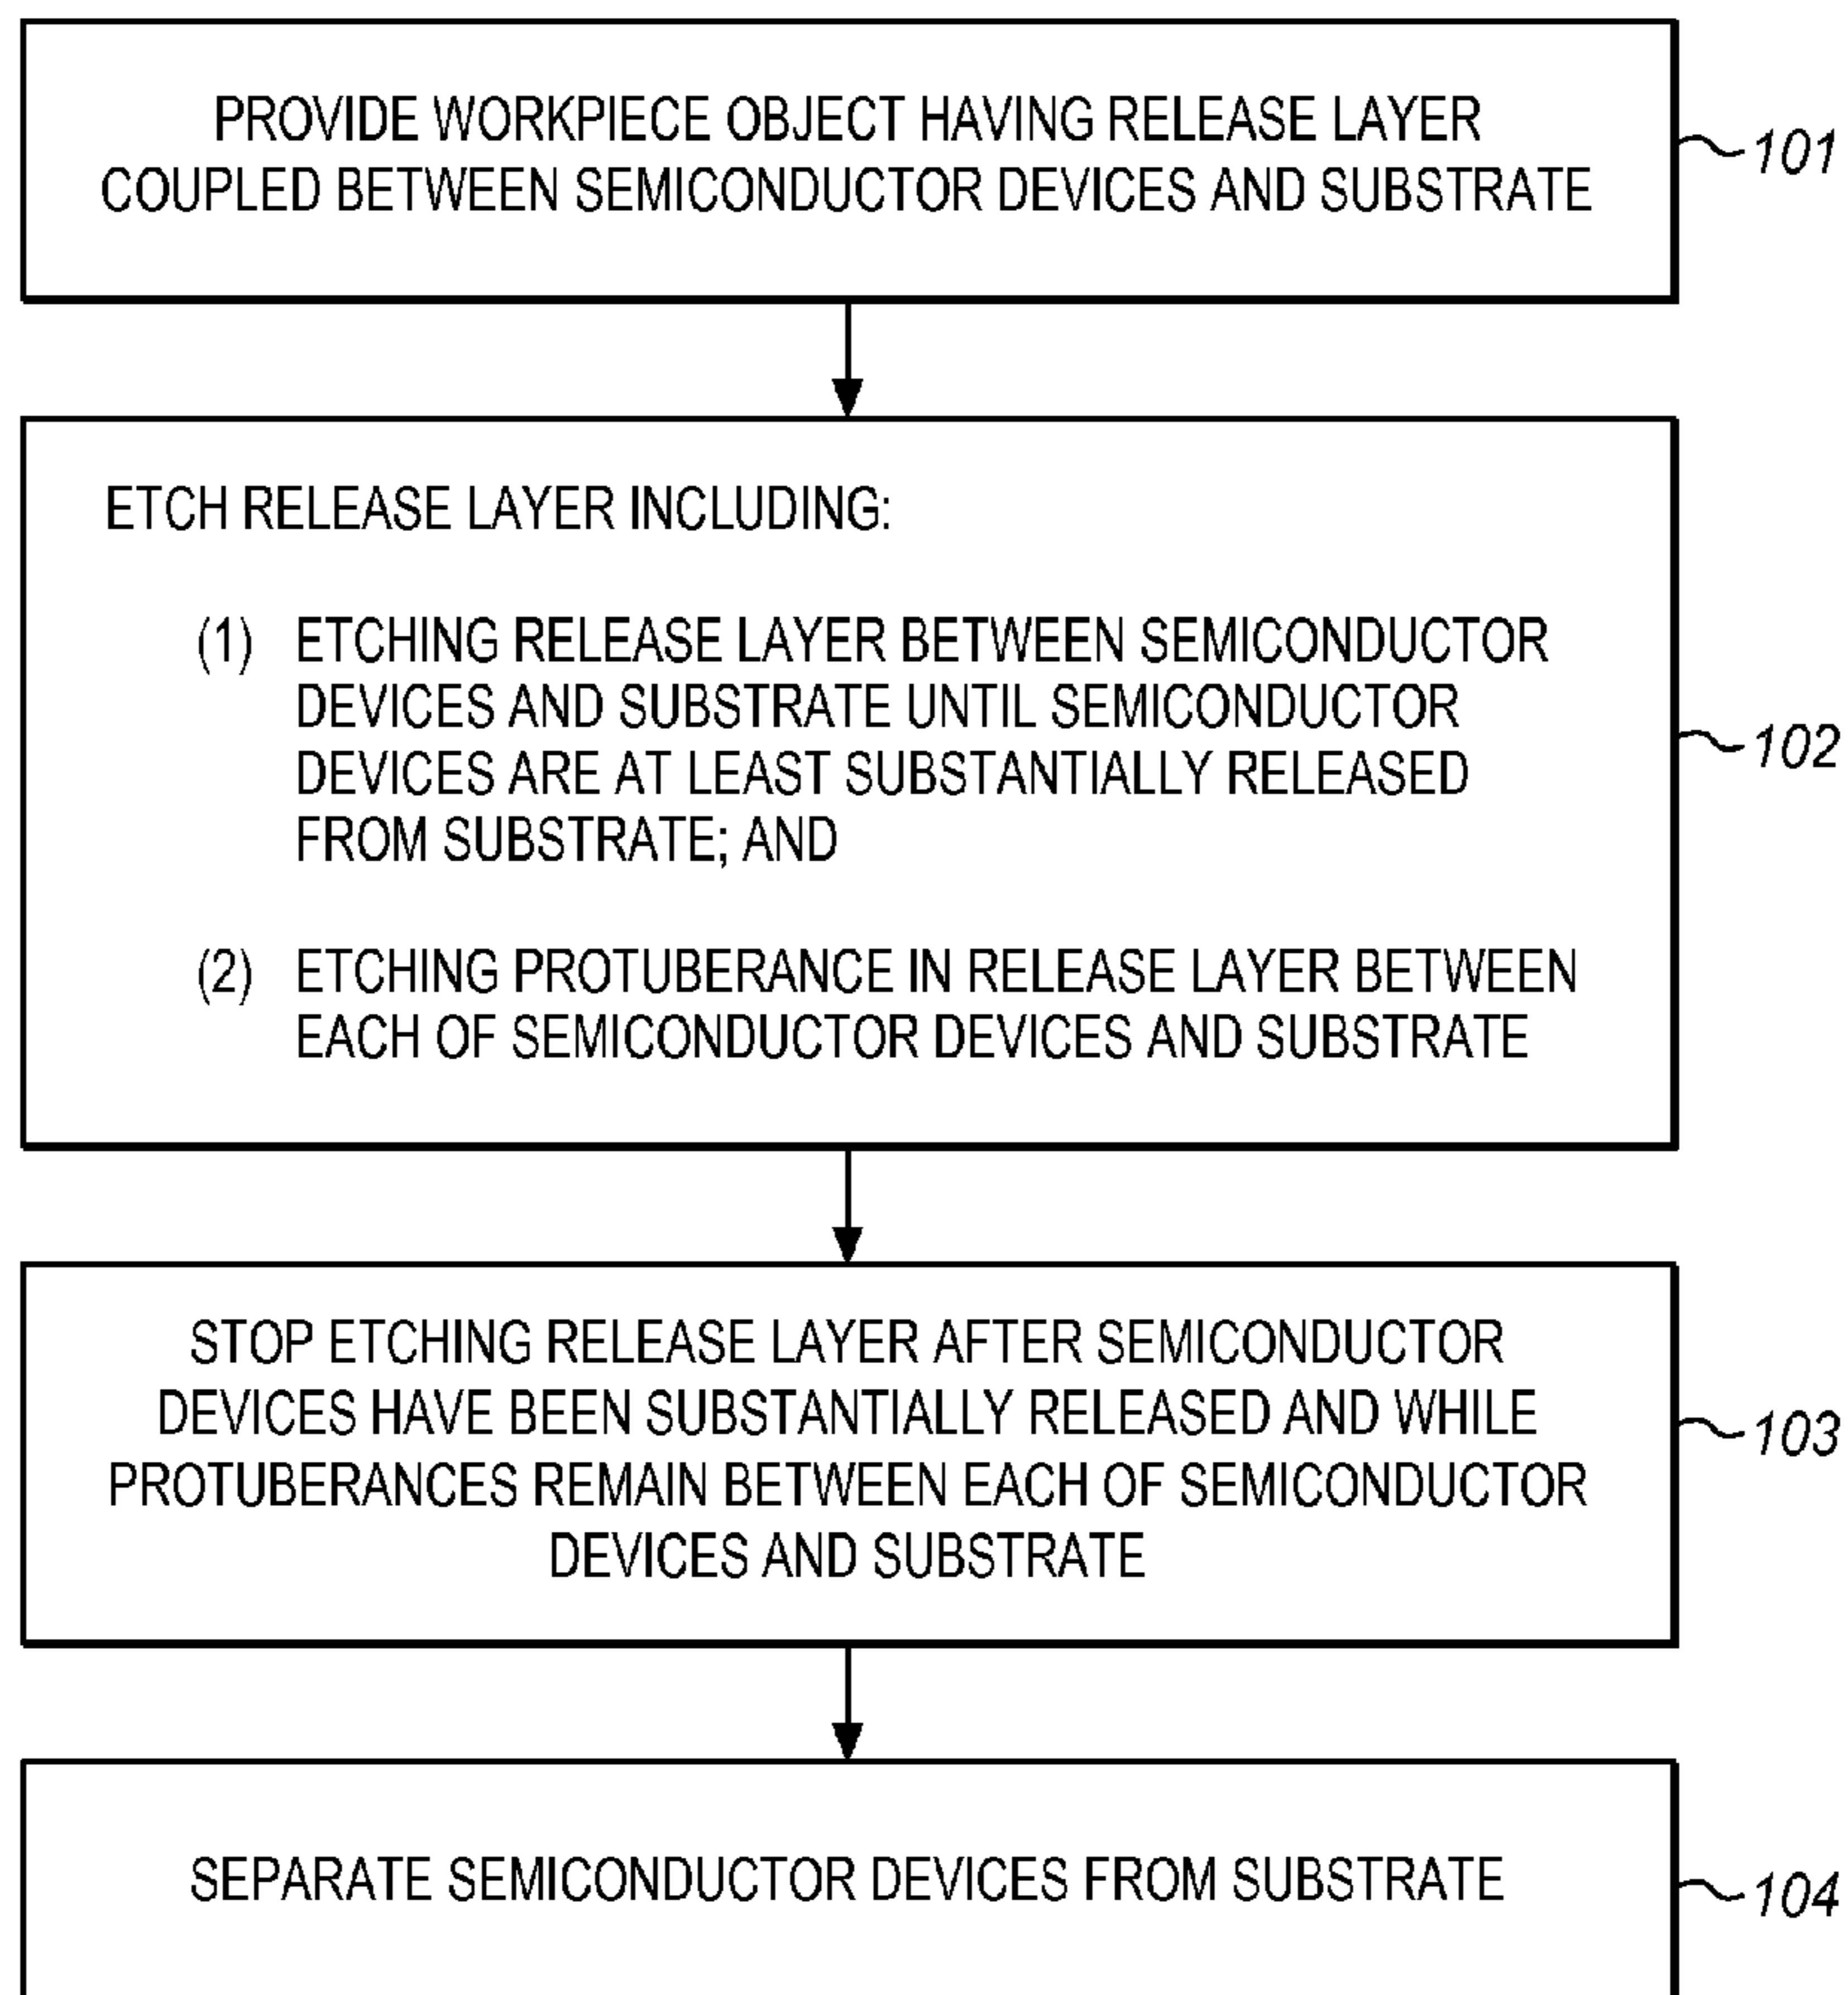 PROVIDE WORKPIECE OBJECT HAVING RELEASE LAYER
COUPLED BETWEEN SEMICONDUCTOR DEVICES AND SUBSTRATE
101
ETCH RELEASE LAYER INCLUDING:
(1) ETCHING RELEASE LAYER BETWEEN SEMICONDUCTOR
DEVICES AND SUBSTRATE UNTIL SEMICONDUCTOR
DEVICES ARE AT LEAST SUBSTANTIALLY RELEASED
FROM SUBSTRATE; AND
(2) ETCHING PROTUBERANCE IN RELEASE LAYER BETWEEN
EACH OF SEMICONDUCTOR DEVICES AND SUBSTRATE
102
STOP ETCHING RELEASE LAYER AFTER SEMICONDUCTOR
DEVICES HAVE BEEN SUBSTANTIALLY RELEASED AND WHILE
PROTUBERANCES REMAIN BETWEEN EACH OF SEMICONDUCTOR
DEVICES AND SUBSTRATE
103
SEPARATE SEMICONDUCTOR DEVICES FROM SUBSTRATE
104